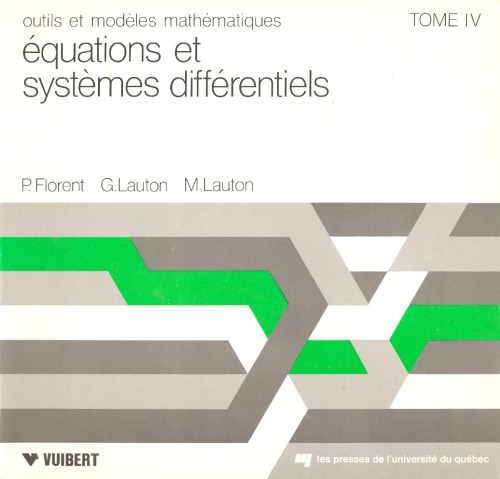 outils et modèles mathématiques
TOME IV
équations et
systèmes différentiels
P. Florent G. Lauton M. Lauton
VUIBERT
les presses de l'université du québec